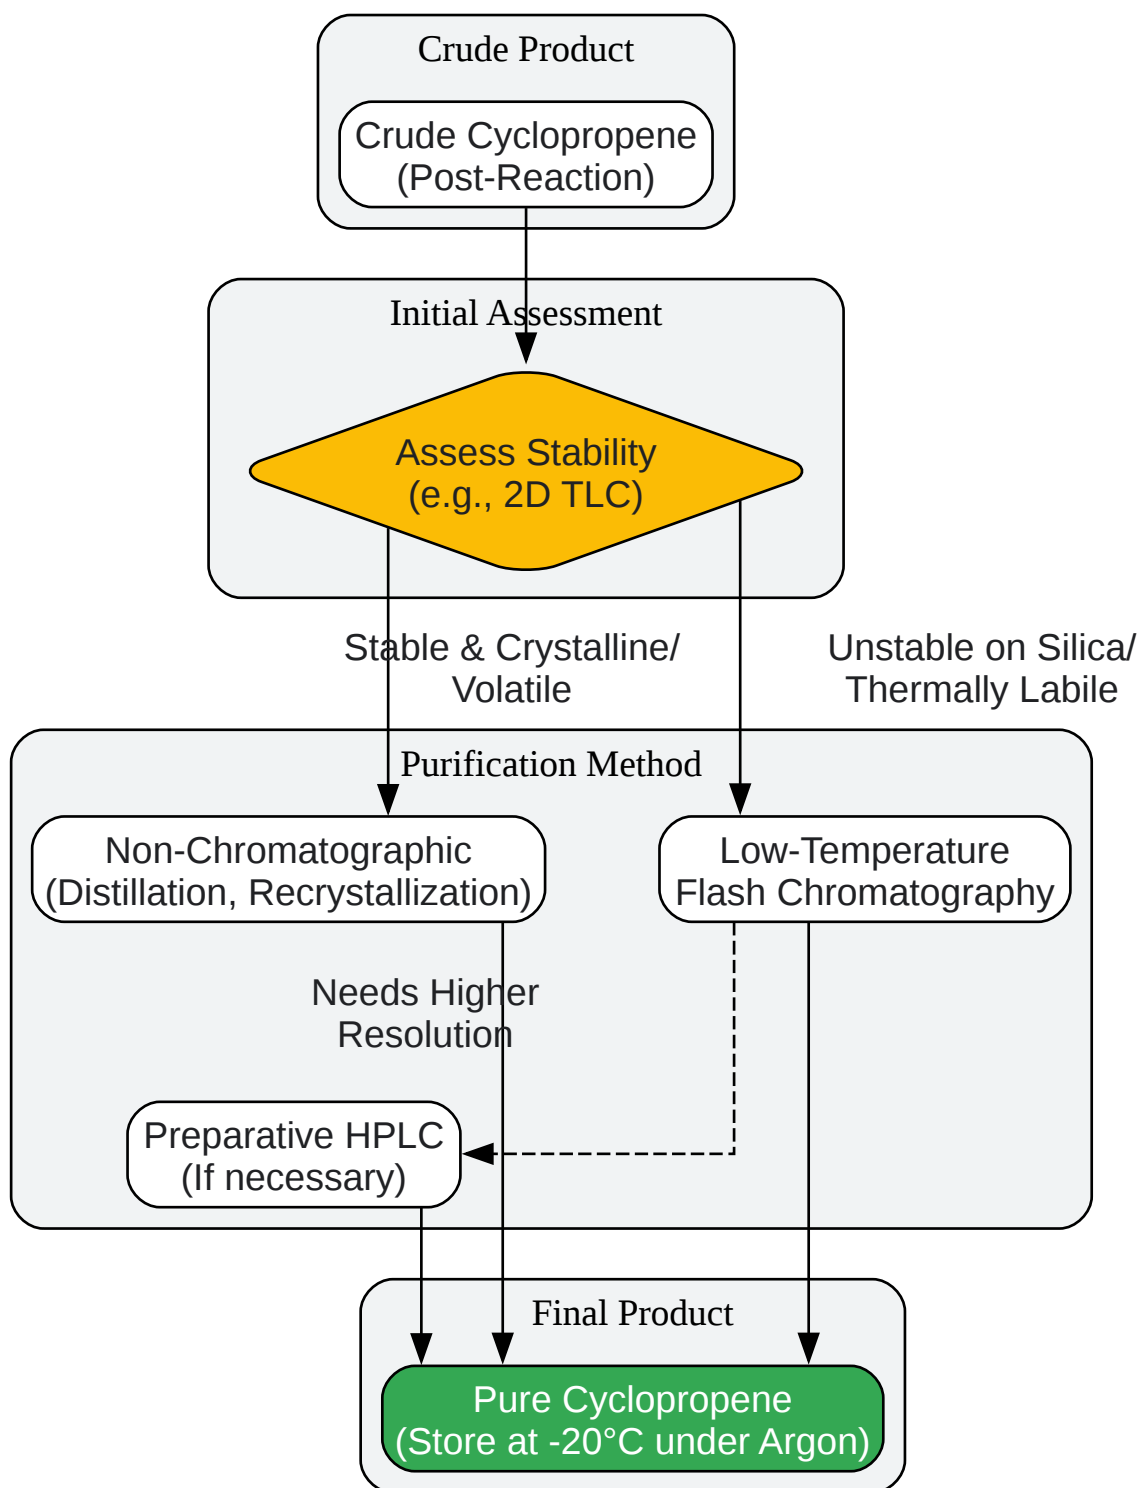 Crude Product
Crude Cyclopropene
(Post-Reaction)
Initial Assessment
Assess Stability
(e.g., 2D TLC)
Stable & Crystalline/
Volatile
Unstable on Silica/
Thermally Labile
Purification Method
Non-Chromatographic
(Distillation, Recrystallization)
Low-Temperature
Flash Chromatography
Needs Higher
Resolution
Preparative HPLC
(If necessary)
Final Product
Pure Cyclopropene
(Store at -20°C under Argon)